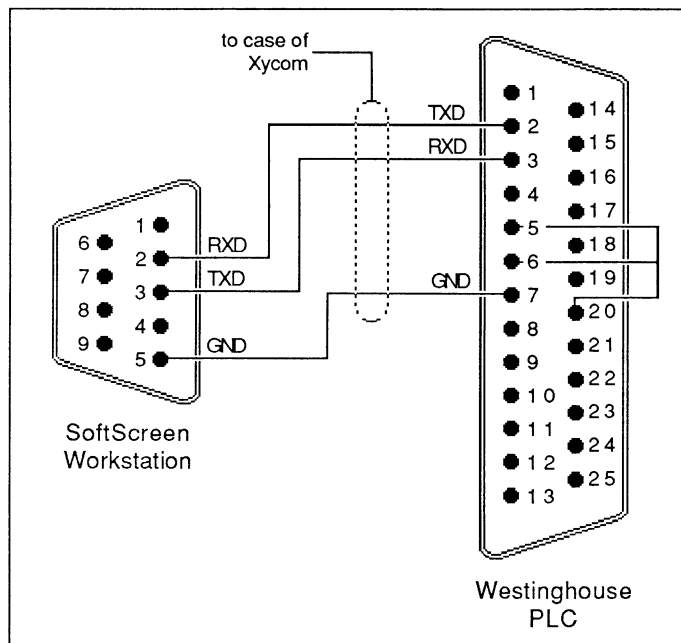 to case of
Xycom
TXD
RXD
GND
1
2
3
4
5
6
7
8
9
10
11
12
13
14
15
16
17
18
19
20
21
22
23
24
25
RXD
TXD
GND
1
2
3
4
5
6
7
8
9
SoftScreen
Workstation
Westinghouse
PLC